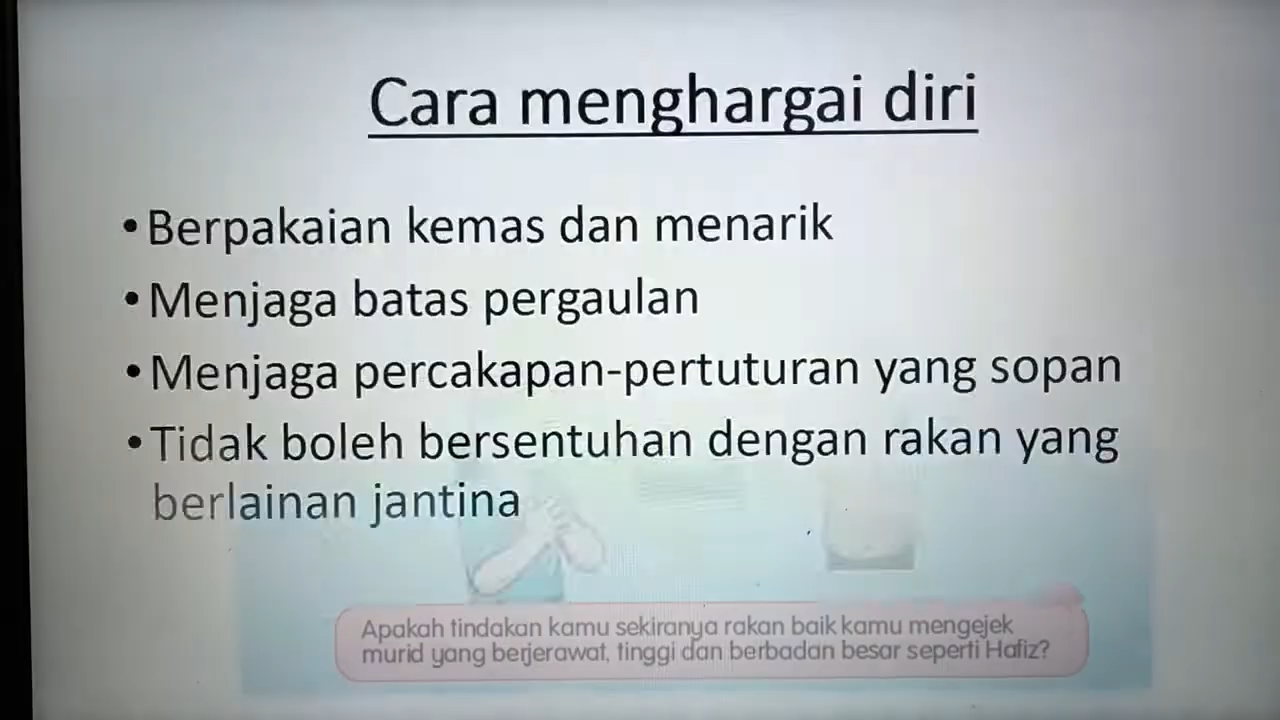 Cara menghargai diri
•Berpakaian kemas dan menarik
•Menjaga batas pergaulan
•Menjaga percakapan-pertuturan yang sopan
•Tidak boleh bersentuhan dengan rakan yang
berlainan jantina
Apakah tindakan kamu sekiranya rakan baik kamu mengejek
murid yang berjerawat, tinggi dan berbadan besar seperti Hafiz?